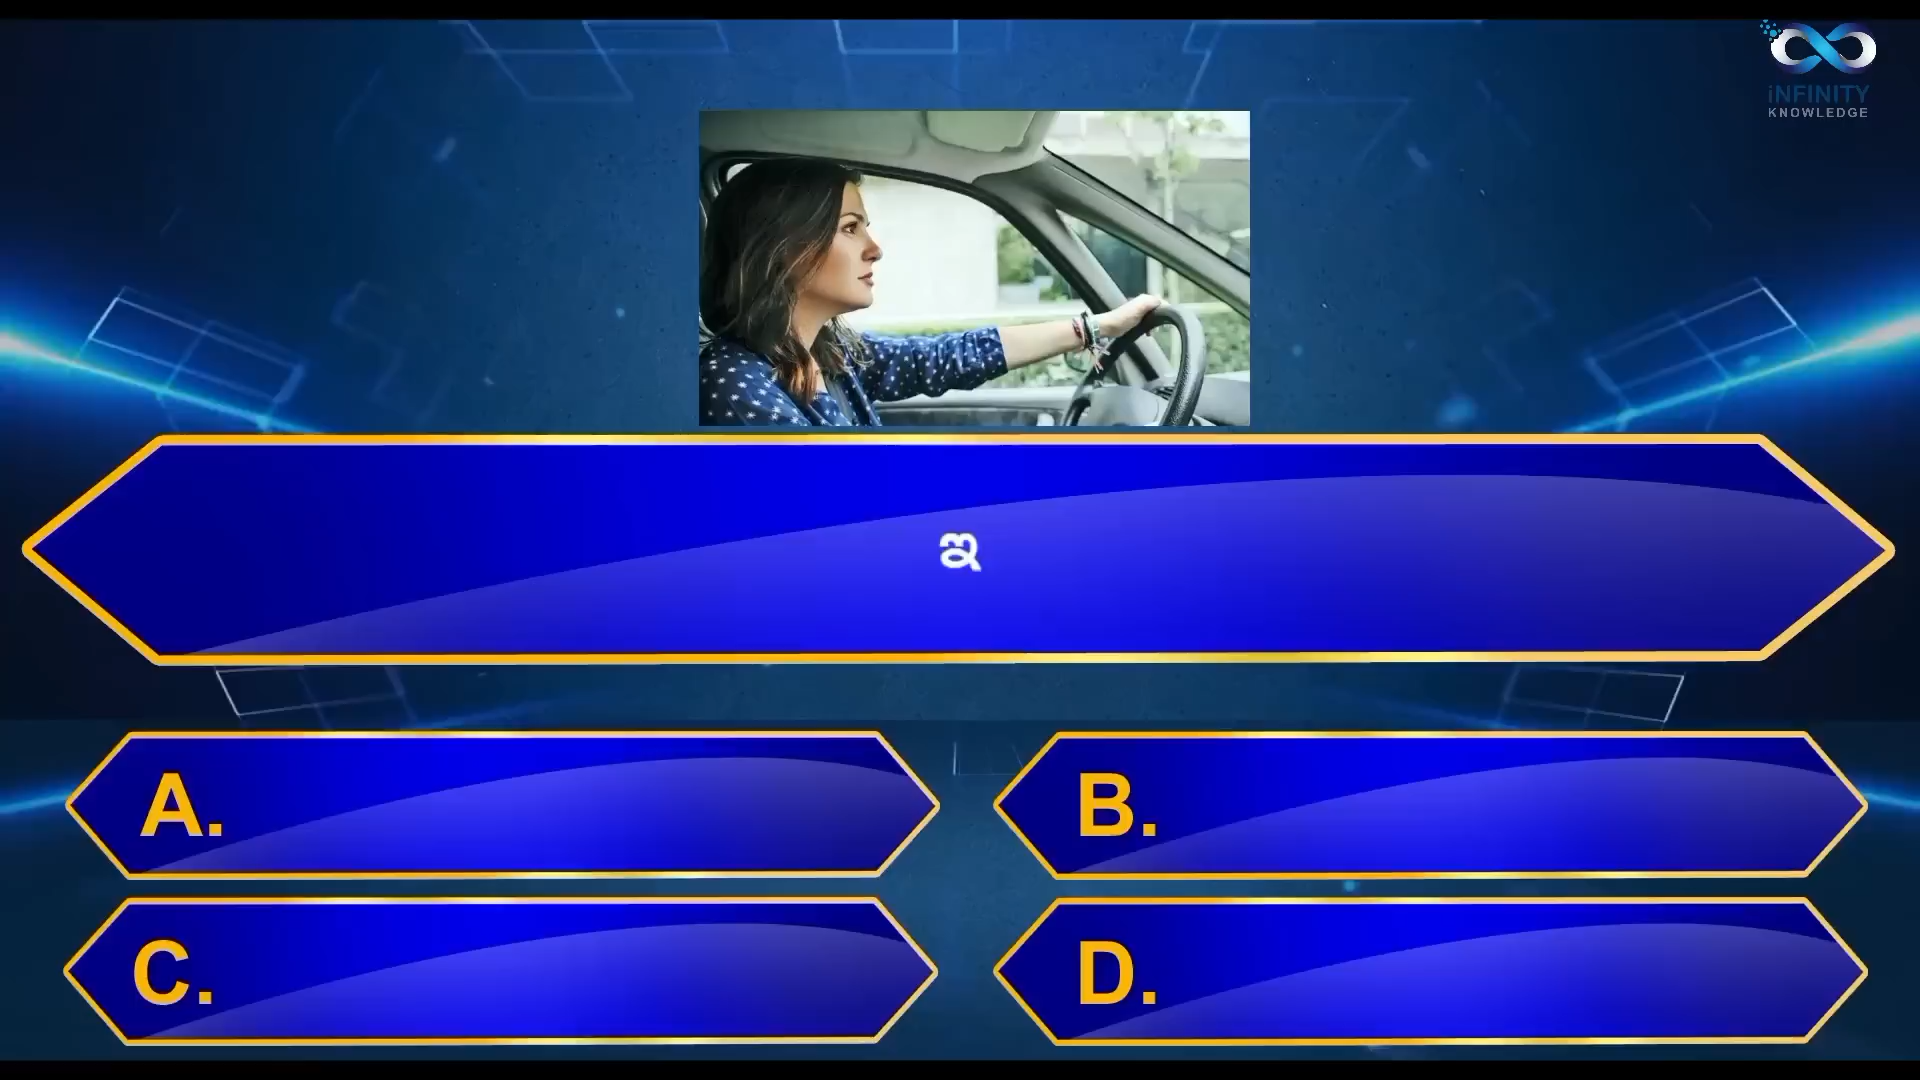 iNFINITY
KNOWLEDGE
ఇ
A.
B.
C.
D.